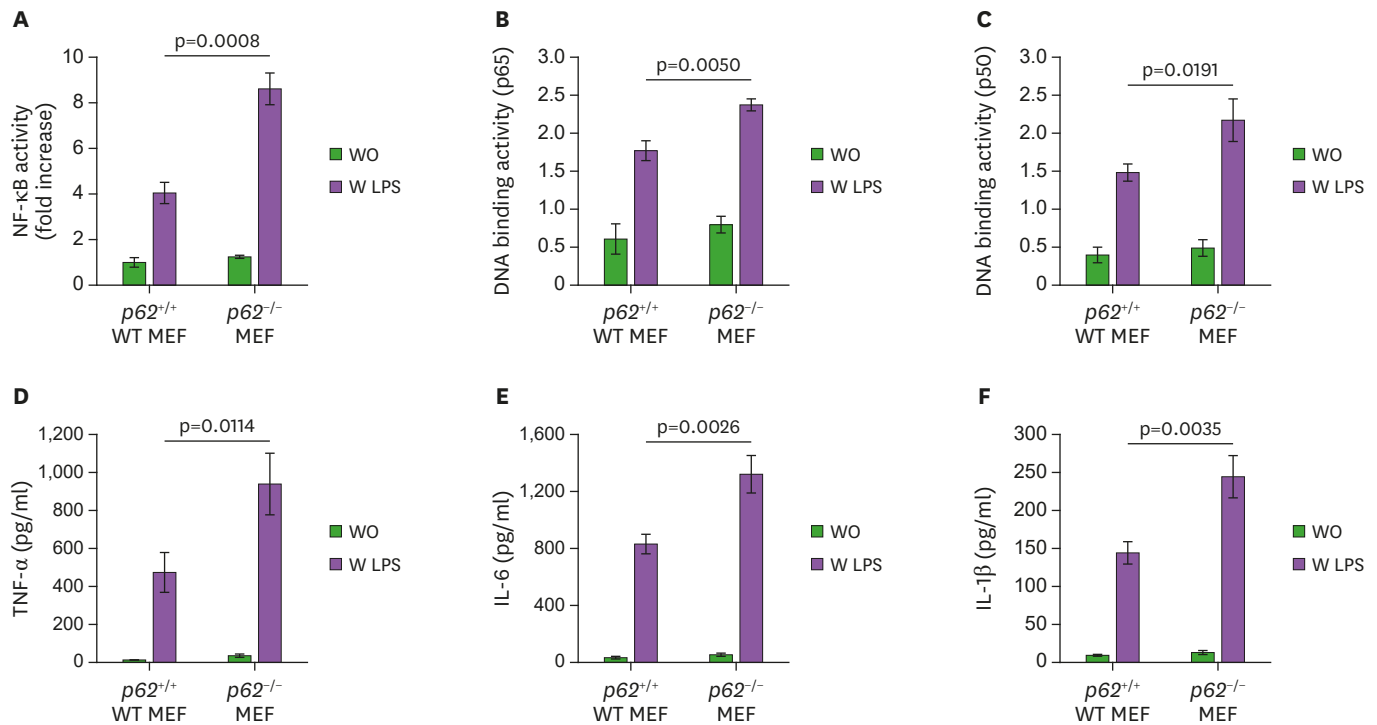 A
p=0.0008
NF-κB activity
(fold increase)
10
8
6
4
2
0
p62+/+
WT MEF
p62−/−
MEF
WO
W LPS
B
p=0.0050
DNA binding activity (p65)
3.0
2.5
2.0
1.5
1.0
0.5
0
p62+/+
WT MEF
p62−/−
MEF
WO
W LPS
C
p=0.0191
DNA binding activity (p50)
3.0
2.5
2.0
1.5
1.0
0.5
0
p62+/+
WT MEF
p62−/−
MEF
WO
W LPS
D
p=0.0114
TNF-α (pg/ml)
1,200
1,000
800
600
400
200
0
p62+/+
WT MEF
p62−/−
MEF
WO
W LPS
E
p=0.0026
IL-6 (pg/ml)
1,600
1,200
800
400
0
p62+/+
WT MEF
p62−/−
MEF
WO
W LPS
F
p=0.0035
IL-1β (pg/ml)
300
250
200
150
100
50
0
p62+/+
WT MEF
p62−/−
MEF
WO
W LPS